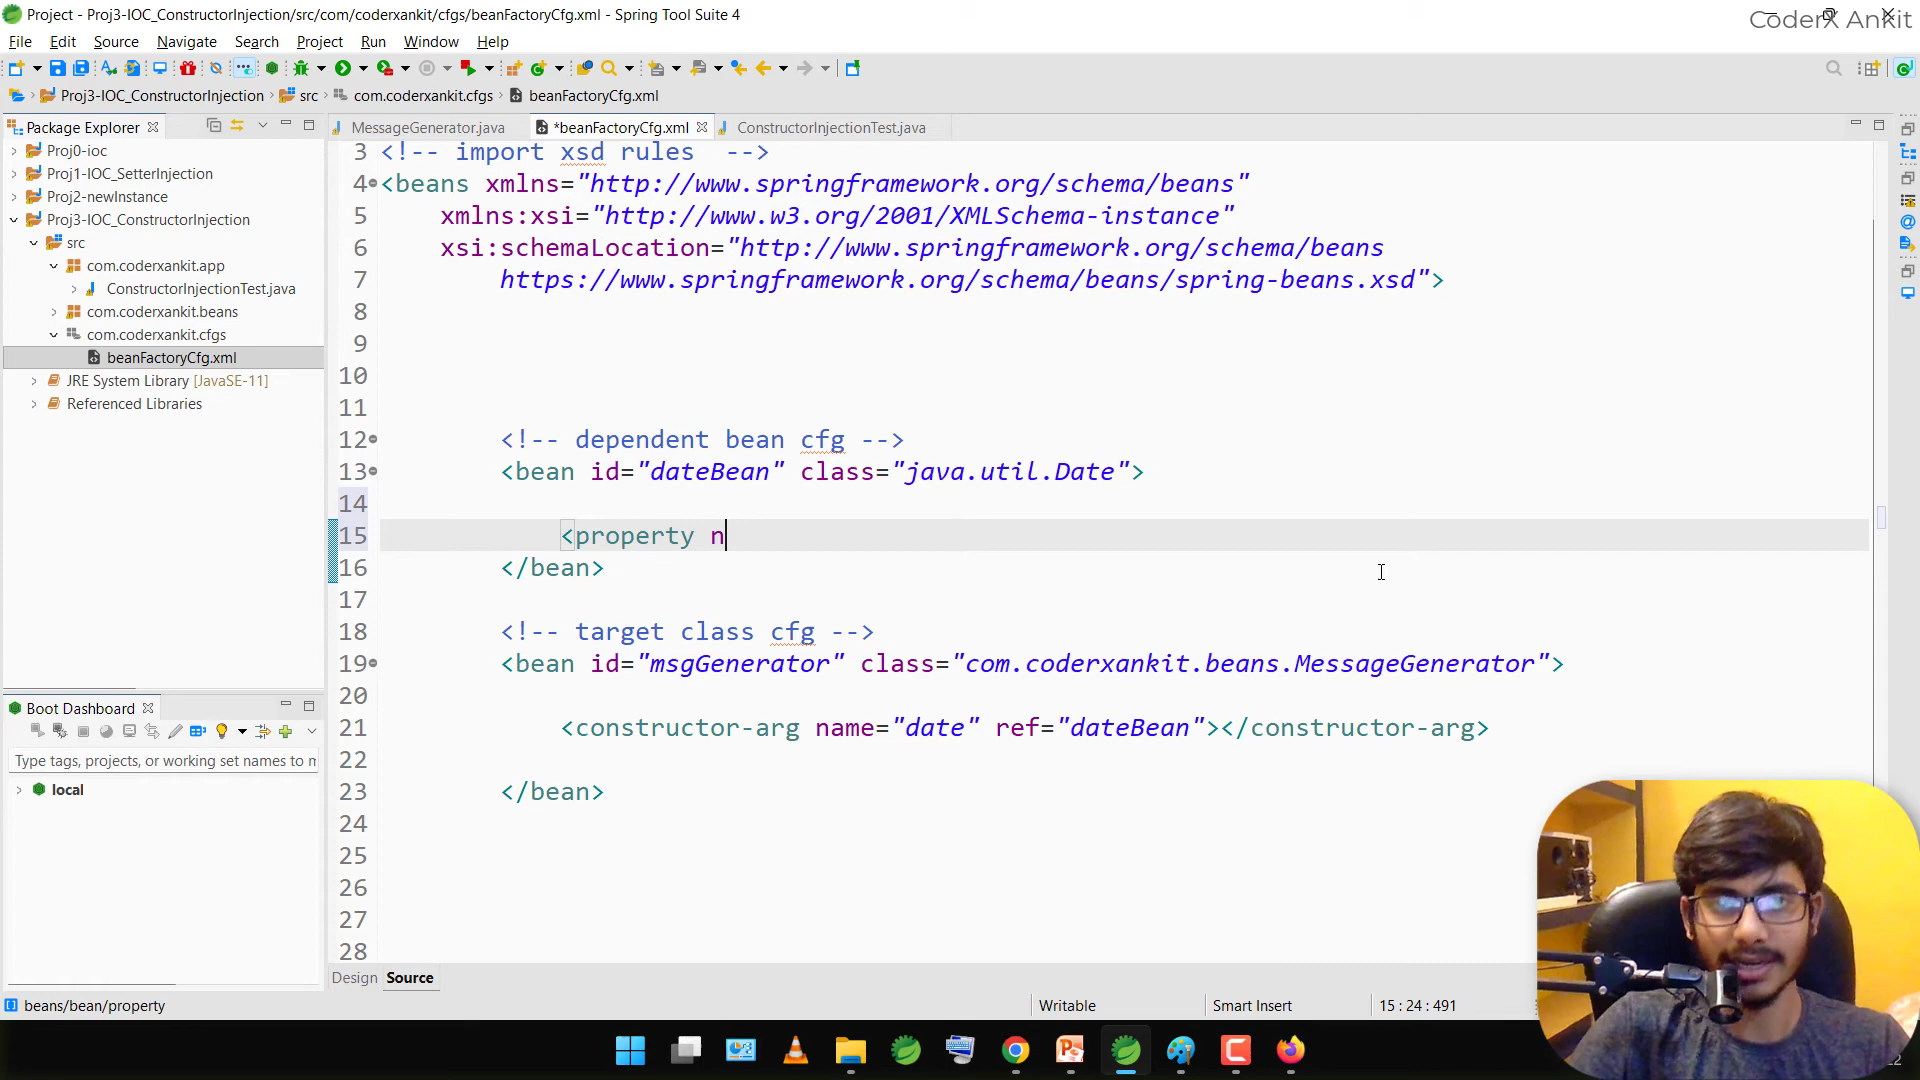 Project - Proj3-IOC_ConstructorInjection/src/com/coderxankit/cfgs/beanFactoryCfg.xml - Spring Tool Suite 4
CoderX Ankit
File Edit Source Navigate Search Project Run Window Help
Proj3-IOC_ConstructorInjection src com.coderxankit.cfgs beanFactoryCfg.xml
Package Explorer
MessageGenerator.java *beanFactoryCfg.xml ConstructorInjectionTest.java
Proj0-ioc
Proj1-IOC_SetterInjection
Proj2-newInstance
Proj3-IOC_ConstructorInjection
src
com.coderxankit.app
ConstructorInjectionTest.java
com.coderxankit.beans
com.coderxankit.cfgs
beanFactoryCfg.xml
JRE System Library [JavaSE-11]
Referenced Libraries
Boot Dashboard
Type tags, projects, or working set names to m
local
3 <!-- import xsd rules -->
4 <beans xmlns="http://www.springframework.org/schema/beans"
5 xmlns:xsi="http://www.w3.org/2001/XMLSchema-instance"
6 xsi:schemaLocation="http://www.springframework.org/schema/beans
7 https://www.springframework.org/schema/beans/spring-beans.xsd">
8
9
10
11
12 <!-- dependent bean cfg -->
13 <bean id="dateBean" class="java.util.Date">
14
15 <property n
16 </bean>
17
18 <!-- target class cfg -->
19 <bean id="msgGenerator" class="com.coderxankit.beans.MessageGenerator">
20
21 <constructor-arg name="date" ref="dateBean"></constructor-arg>
22
23 </bean>
24
25
26
27
28
Design Source
beans/bean/property Writable Smart Insert 15 : 24 : 491